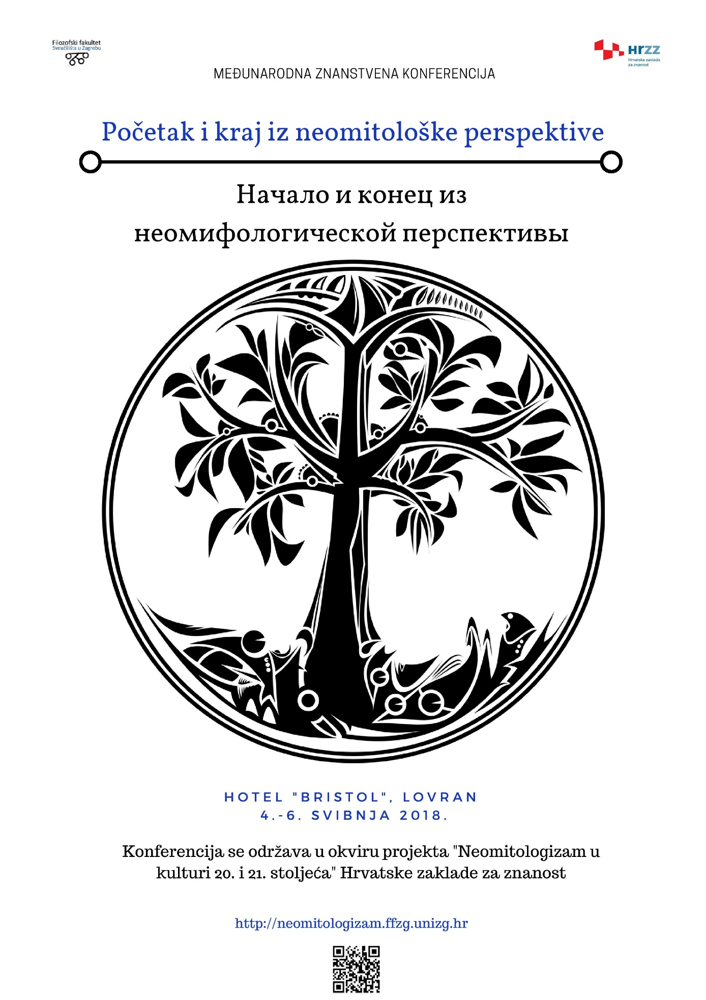 Filozofski fakultet
Sveučilišta u Zagrebu
HRZZ
Hrvatska zaklada
za znanost
MEĐUNARODNA ZNANSTVENA KONFERENCIJA
Početak i kraj iz neomitološke perspektive
Начало и конец из
неомифологической перспективы
HOTEL "BRISTOL", LOVRAN
4.-6. SVIBNJA 2018.
Konferencija se održava u okviru projekta "Neomitologizam u
kulturi 20. i 21. stoljeća" Hrvatske zaklade za znanost
http://neomitologizam.ffzg.unizg.hr